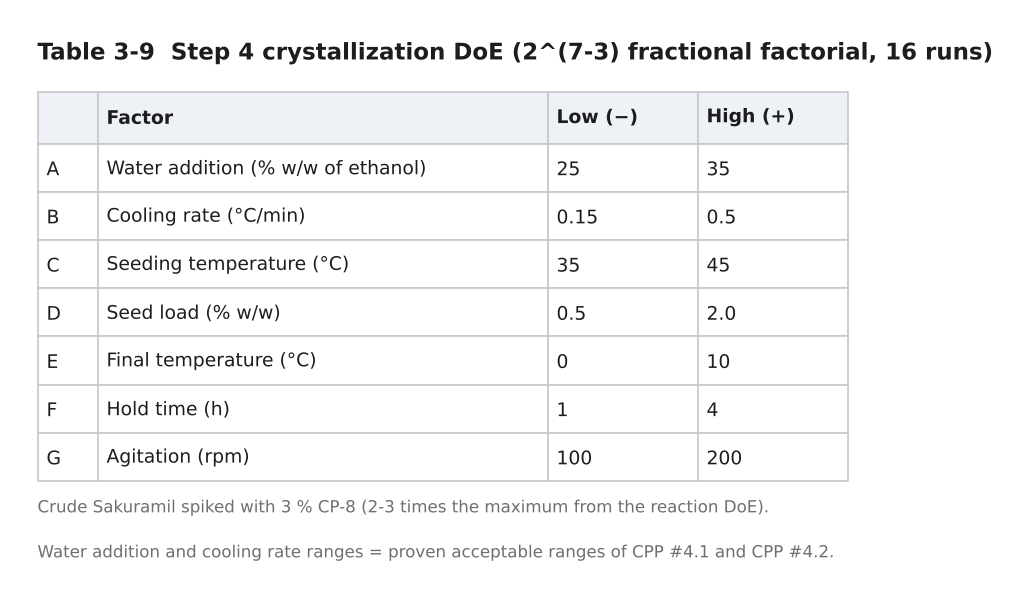 Table 3-9 Step 4 crystallization DoE (2^(7-3) fractional factorial, 16 runs)
Factor Low (−) High (+)
A Water addition (% w/w of ethanol) 25 35
B Cooling rate (°C/min) 0.15 0.5
C Seeding temperature (°C) 35 45
D Seed load (% w/w) 0.5 2.0
E Final temperature (°C) 0 10
F Hold time (h) 1 4
G Agitation (rpm) 100 200
Crude Sakuramil spiked with 3 % CP-8 (2-3 times the maximum from the reaction DoE).
Water addition and cooling rate ranges = proven acceptable ranges of CPP #4.1 and CPP #4.2.